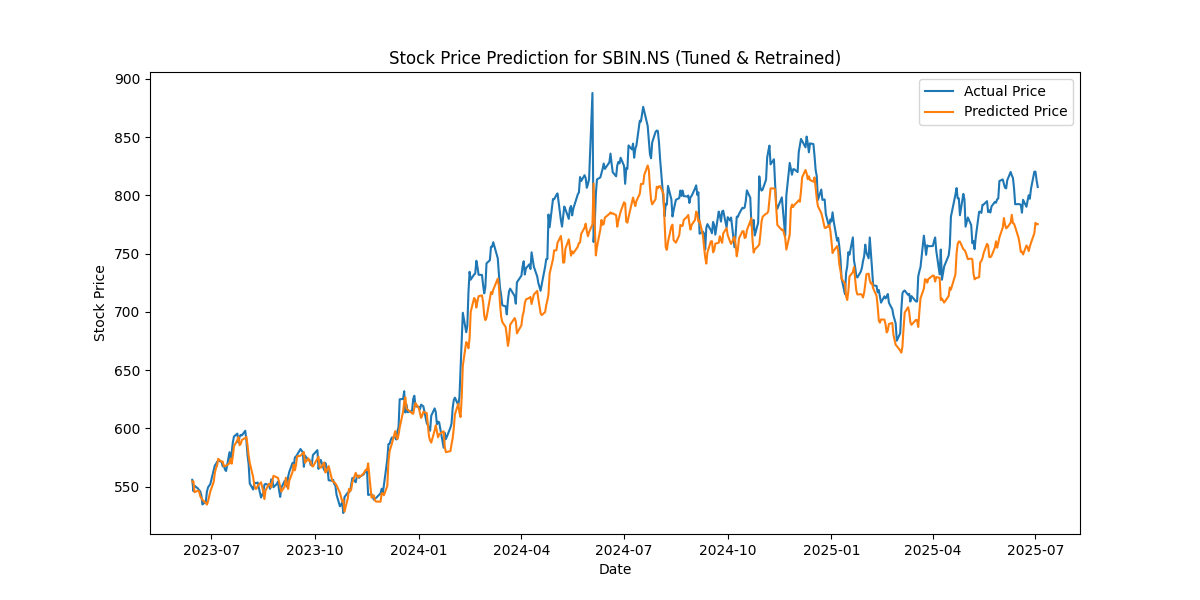 Stock Price Prediction for SBIN.NS (Tuned & Retrained)
Actual Price
Predicted Price
Stock Price
900
850
800
750
700
650
600
550
2023-07 2023-10 2024-01 2024-04 2024-07 2024-10 2025-01 2025-04 2025-07
Date